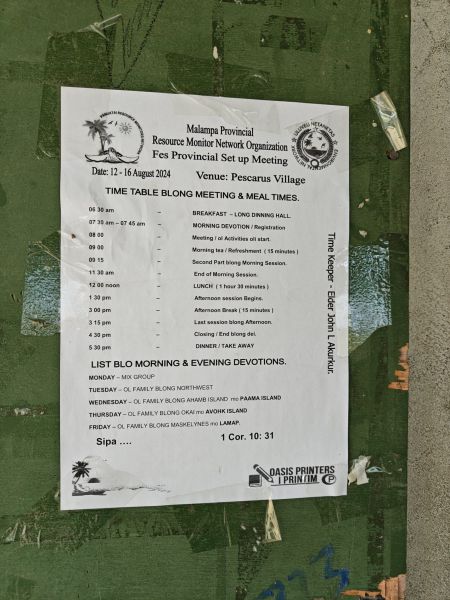 Malampa Provincial
Resource Monitor Network Organization
Fes Provincial Set up Meeting
Date: 12 - 16 August 2024 Venue: Pescarus Village
TIME TABLE BLONG MEETING & MEAL TIMES.
06 30 am – BREAKFAST – LONG DINNING HALL.
07 30 am – 07 45 am – MORNING DEVOTION / Registration
08 00 – Meeting / ol Activities oli start.
09 00 – Morning tea / Refreshment ( 15 minutes )
09 15 – Second Part blong Morning Session.
11 30 am – End of Morning Session.
12 00 noon – LUNCH ( 1 hour 30 minutes )
1 30 pm – Afternoon session Begins.
3 00 pm – Afternoon Break ( 15 minutes )
3 15 pm – Last session blong Afternoon.
4 30 pm – Closing / End blong dei.
5 30 pm – DINNER / TAKE AWAY
Time Keeper - Elder John L Akurkur.
LIST BLO MORNING & EVENING DEVOTIONS.
MONDAY – MIX GROUP
TUESDAY – OL FAMILY BLONG NORTHWEST
WEDNESDAY – OL FAMILY BLONG AHAMB ISLAND mo PAAMA ISLAND
THURSDAY – OL FAMILY BLONG OKAI mo AVOHK ISLAND
FRIDAY – OL FAMILY BLONG MASKELYNES mo LAMAP.
Sipa .... 1 Cor. 10: 31
OASIS PRINTERS
I PRINTIM